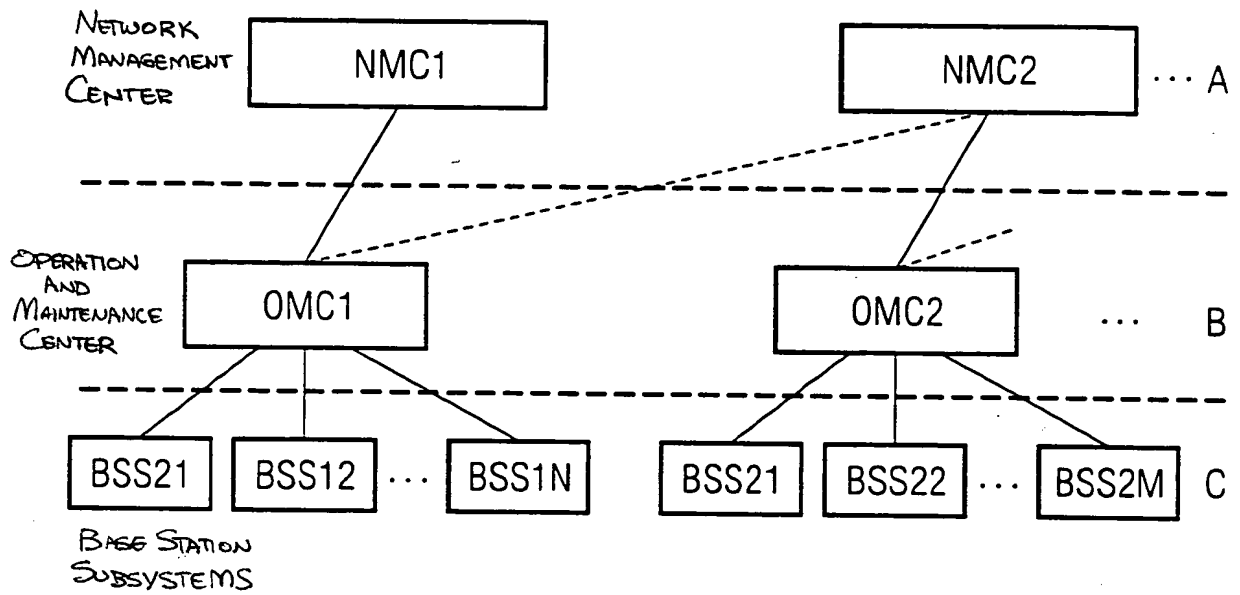 NETWORK
MANAGEMENT
CENTER
NMC1
NMC2
... A
OPERATION
AND
MAINTENANCE
CENTER
OMC1
OMC2
... B
BSS21
BSS12
...
BSS1N
BSS21
BSS22
...
BSS2M
C
BASE STATION
SUBSYSTEMS